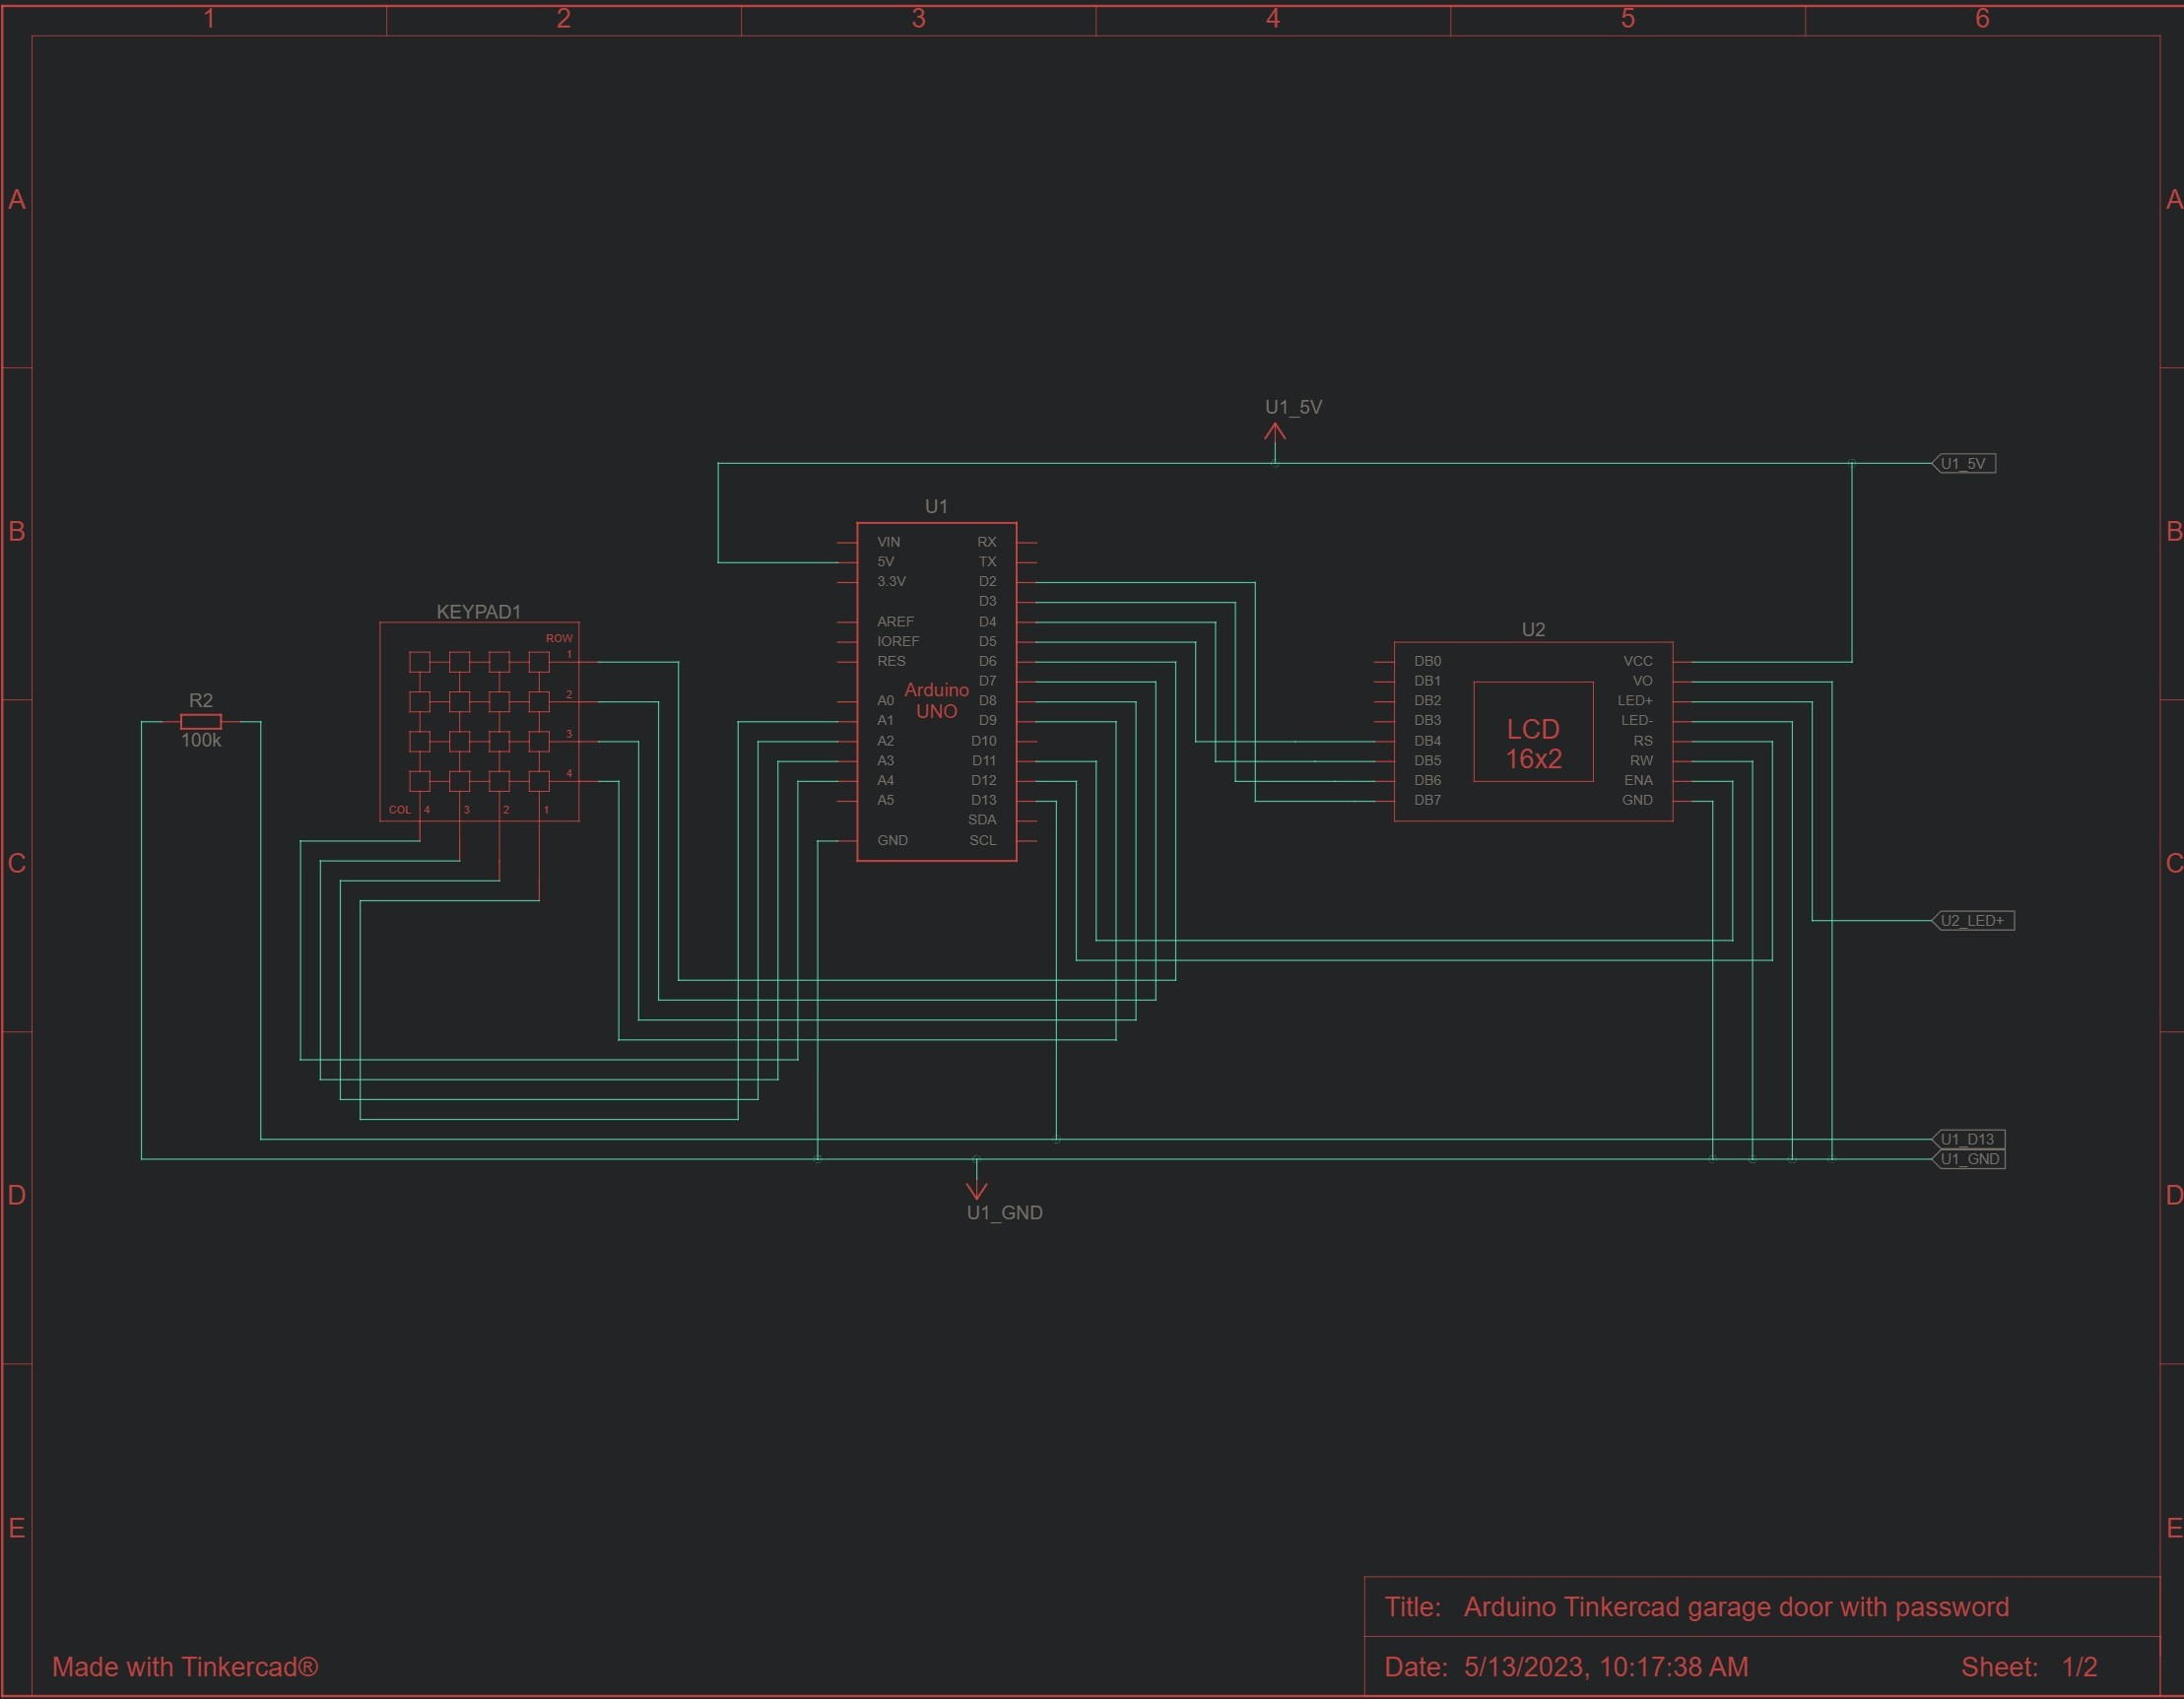 1 2 3 4 5 6
A A
U1_5V
U1_5V
B B
U1
VIN RX
5V TX
3.3V D2
D3
AREF D4
IOREF D5
RES D6
D7
A0 D8
A1 D9
A2 D10
A3 D11
A4 D12
A5 D13
SDA
GND SCL
Arduino
UNO
KEYPAD1
ROW
1
2
3
4
COL 4 3 2 1
R2
100k
U2
DB0 VCC
DB1 VO
DB2 LED+
DB3 LED-
DB4 RS
DB5 RW
DB6 ENA
DB7 GND
LCD
16x2
C C
U2_LED+
U1_D13
U1_GND
D D
U1_GND
E E
Title: Arduino Tinkercad garage door with password
Made with Tinkercad®
Date: 5/13/2023, 10:17:38 AM Sheet: 1/2